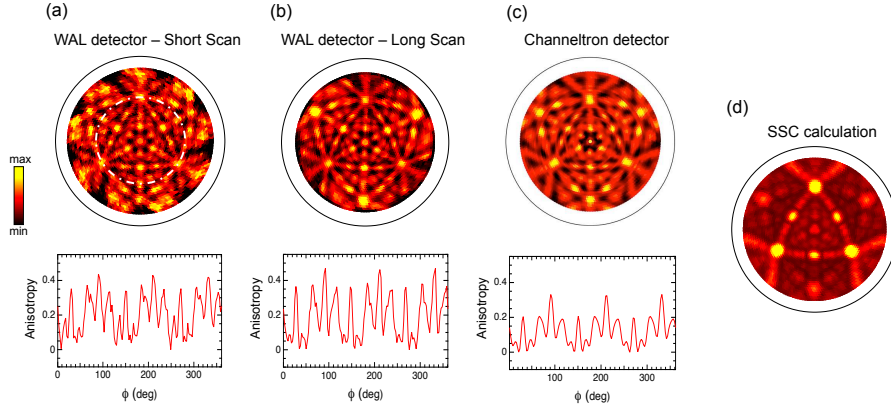 (a)
WAL detector – Short Scan
(b)
WAL detector – Long Scan
(c)
Channeltron detector
(d)
SSC calculation
max
min
Anisotropy
0.4
0.2
0
0
100
200
300
ϕ (deg)
Anisotropy
0.4
0.2
0
0
100
200
300
ϕ (deg)
Anisotropy
0.4
0.2
0
100
200
300
ϕ (deg)